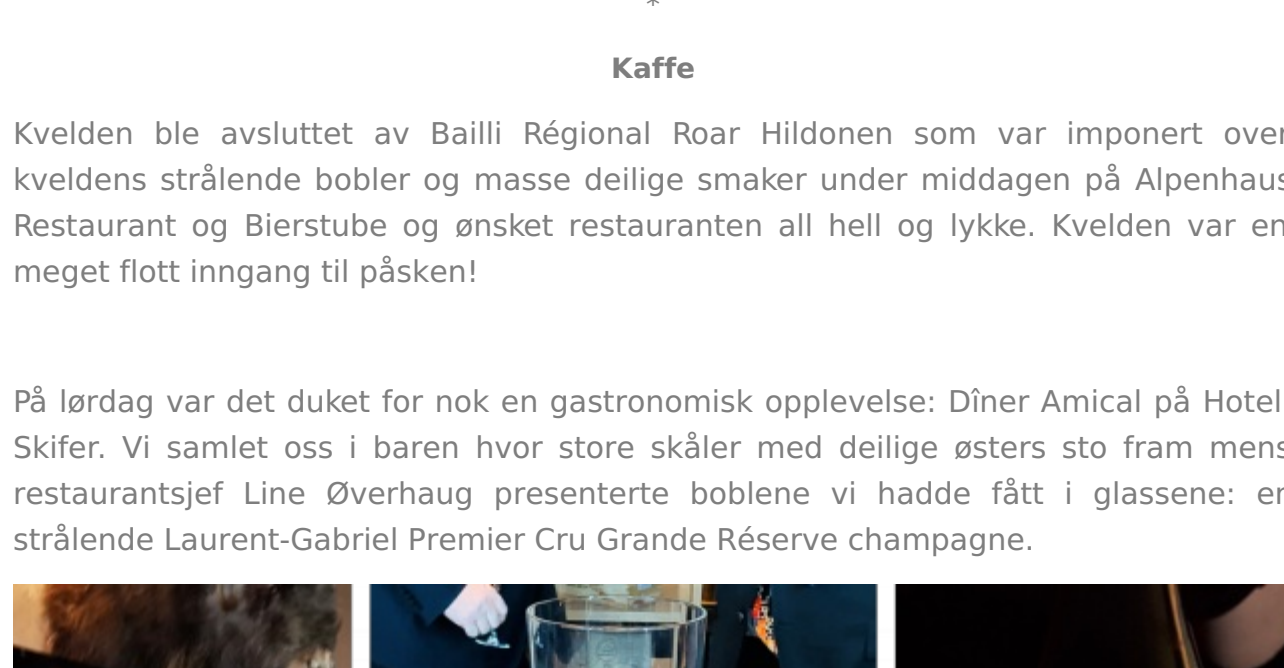 *
Kaffe
Kvelden ble avsluttet av Bailli Régional Roar Hildonen som var imponert over
kveldens strålende bobler og masse deilige smaker under middagen på Alpenhaus
Restaurant og Bierstube og ønsket restauranten all hell og lykke. Kvelden var en
meget flott inngang til påsken!
På lørdag var det duket for nok en gastronomisk opplevelse: Dîner Amical på Hotel
Skifer. Vi samlet oss i baren hvor store skåler med deilige østers sto fram mens
restaurantsjef Line Øverhaug presenterte boblene vi hadde fått i glassene: en
strålende Laurent-Gabriel Premier Cru Grande Réserve champagne.